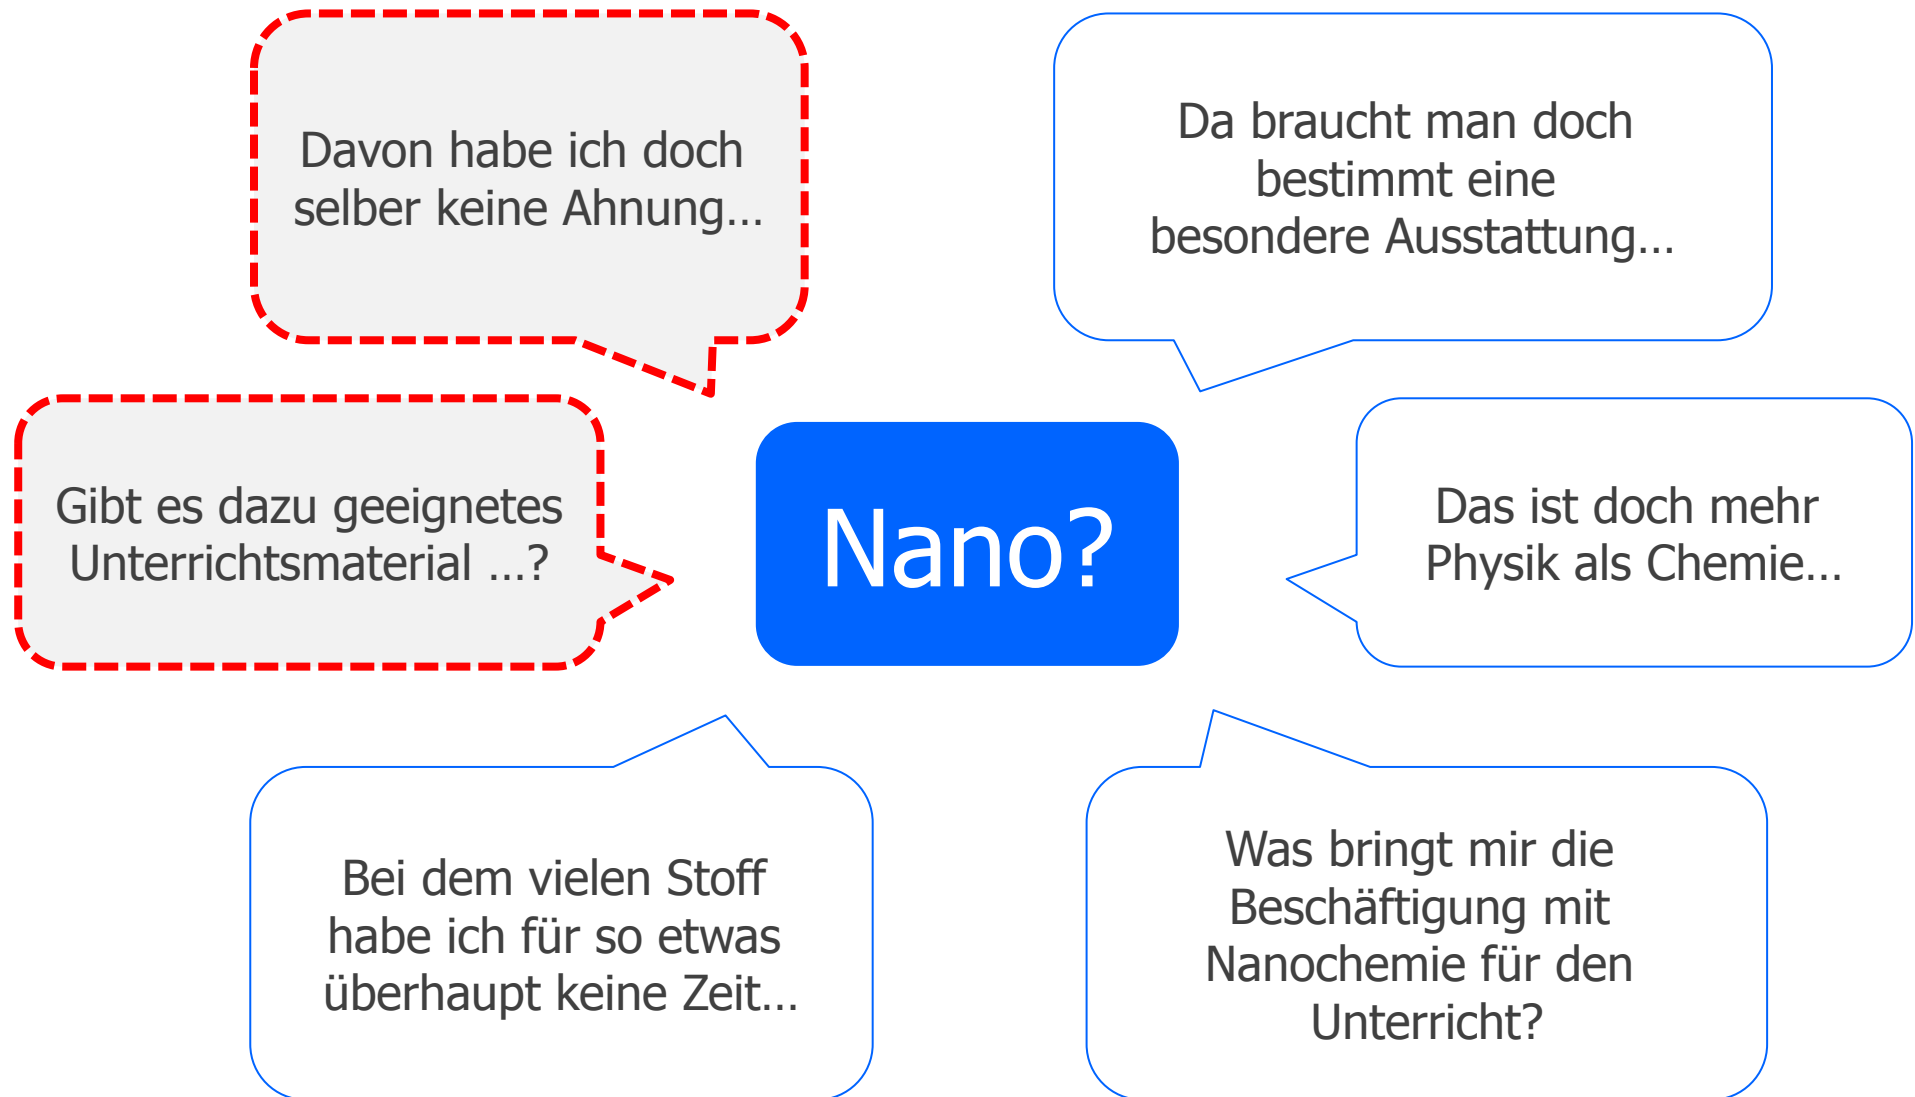 Davon habe ich doch
selber keine Ahnung…
Da braucht man doch
bestimmt eine
besondere Ausstattung…
Gibt es dazu geeignetes
Unterrichtsmaterial …?
Nano?
Das ist doch mehr
Physik als Chemie…
Bei dem vielen Stoff
habe ich für so etwas
überhaupt keine Zeit…
Was bringt mir die
Beschäftigung mit
Nanochemie für den
Unterricht?